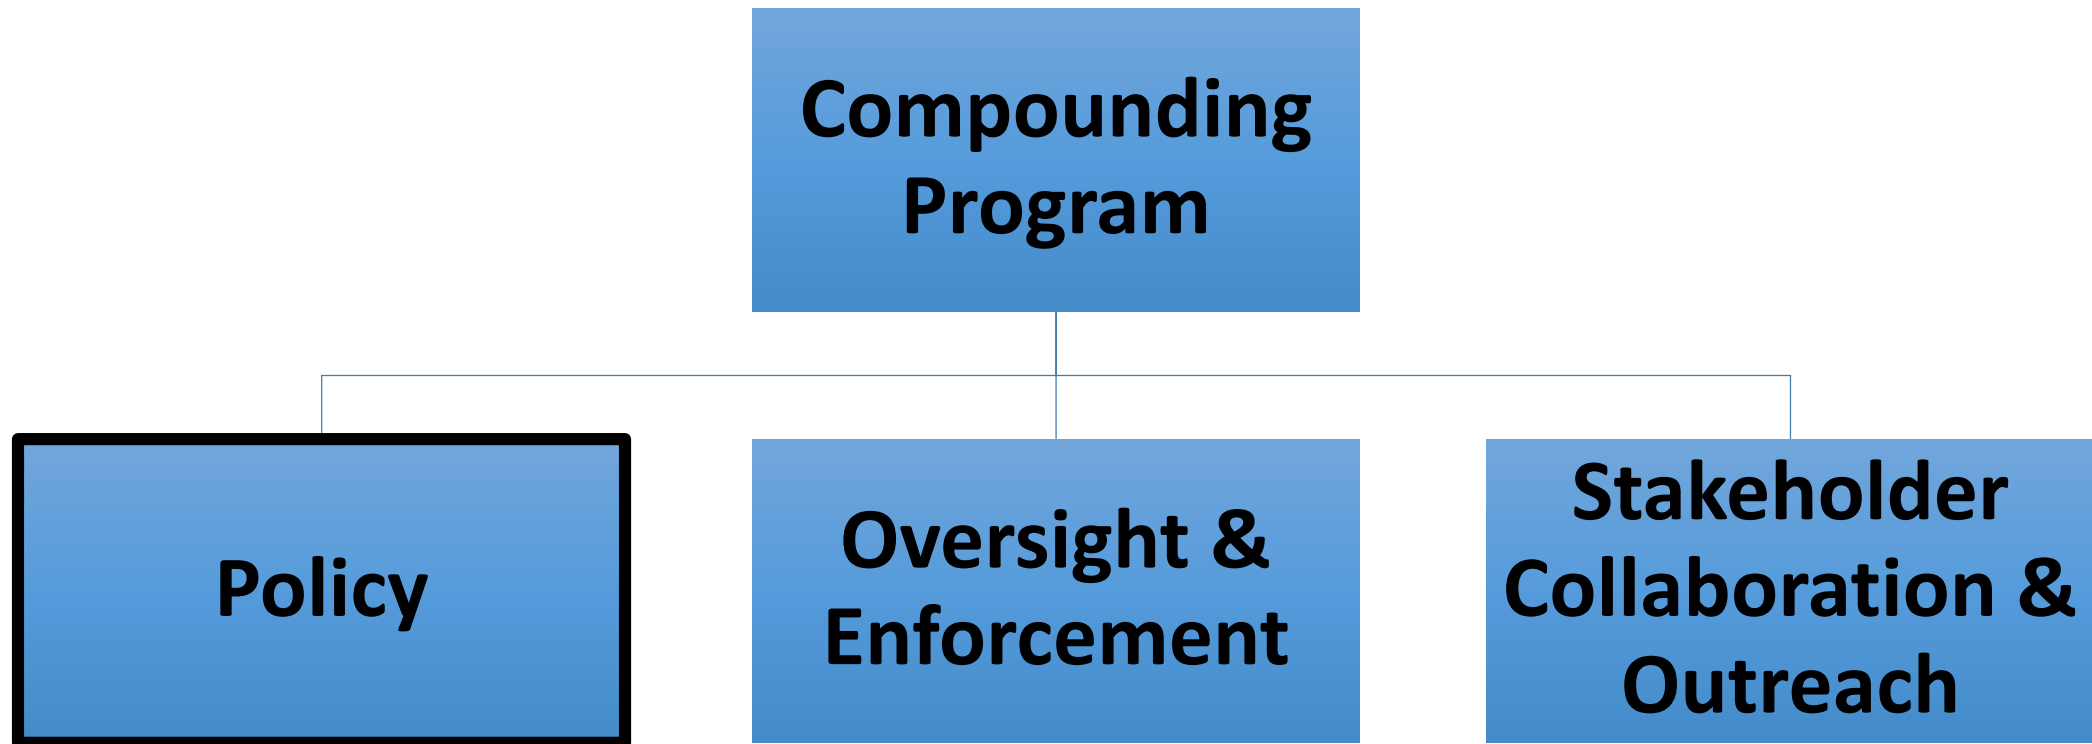 Compounding
Program
Policy
Oversight &
Enforcement
Stakeholder
Collaboration &
Outreach